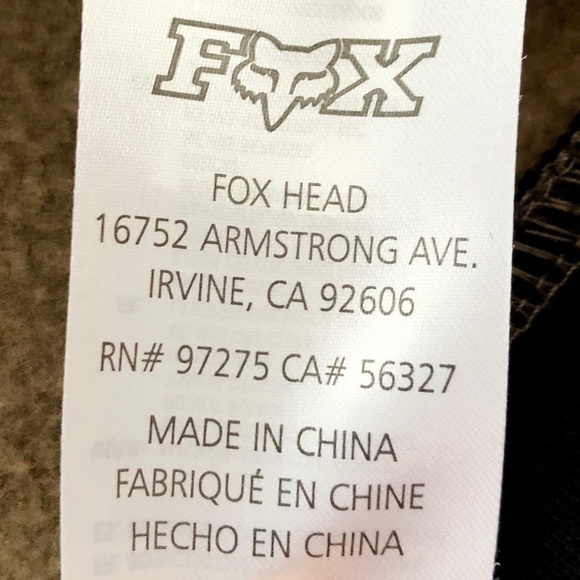 FOX
FOX HEAD
16752 ARMSTRONG AVE.
IRVINE, CA 92606
RN# 97275 CA# 56327
MADE IN CHINA
FABRIQUÉ EN CHINE
HECHO EN CHINA